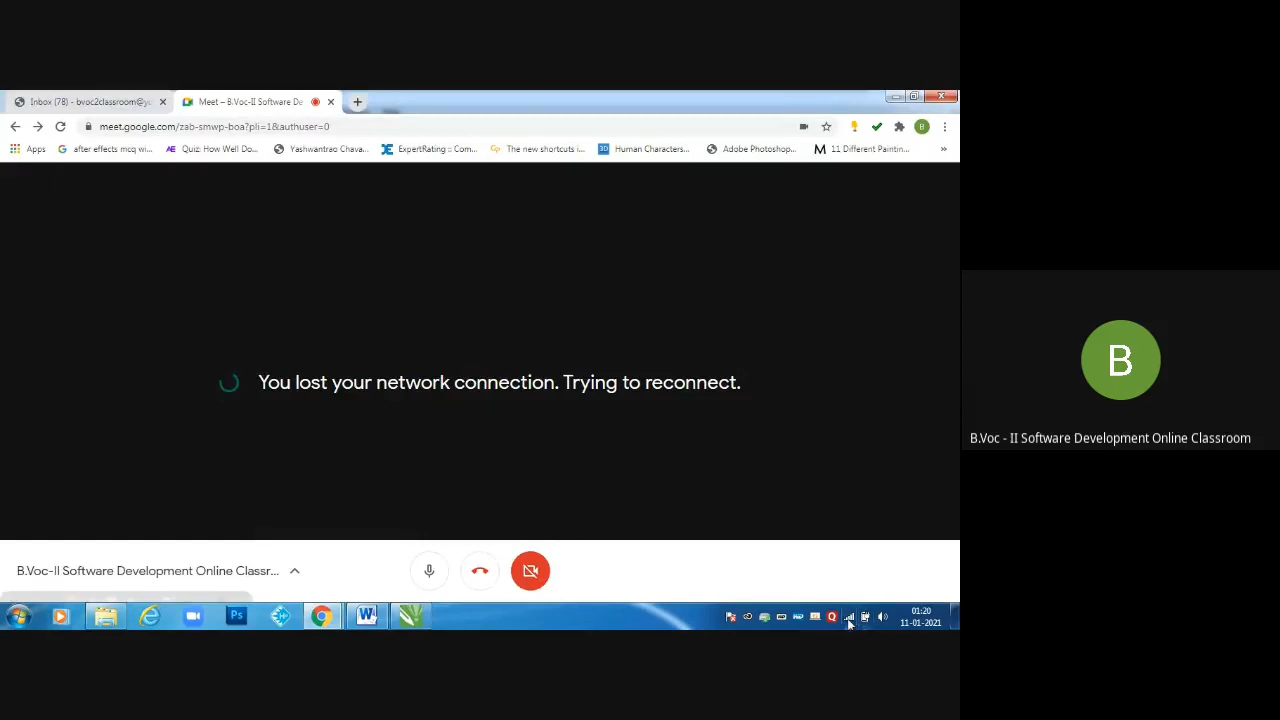 Inbox (78) - bvoc2classroom@yc
Meet – B.Voc-II Software De
meet.google.com/zab-smwp-boa?pli=1&authuser=0
Apps
after effects mcq wi...
AE Quiz: How Well Do...
Yashwantrao Chava...
ExpertRating :: Com...
The new shortcuts i...
Human Characters...
Adobe Photoshop...
11 Different Paintin...
You lost your network connection. Trying to reconnect.
B
B.Voc - II Software Development Online Classroom
B.Voc-II Software Development Online Classr...
Ps
01:20
11-01-2021